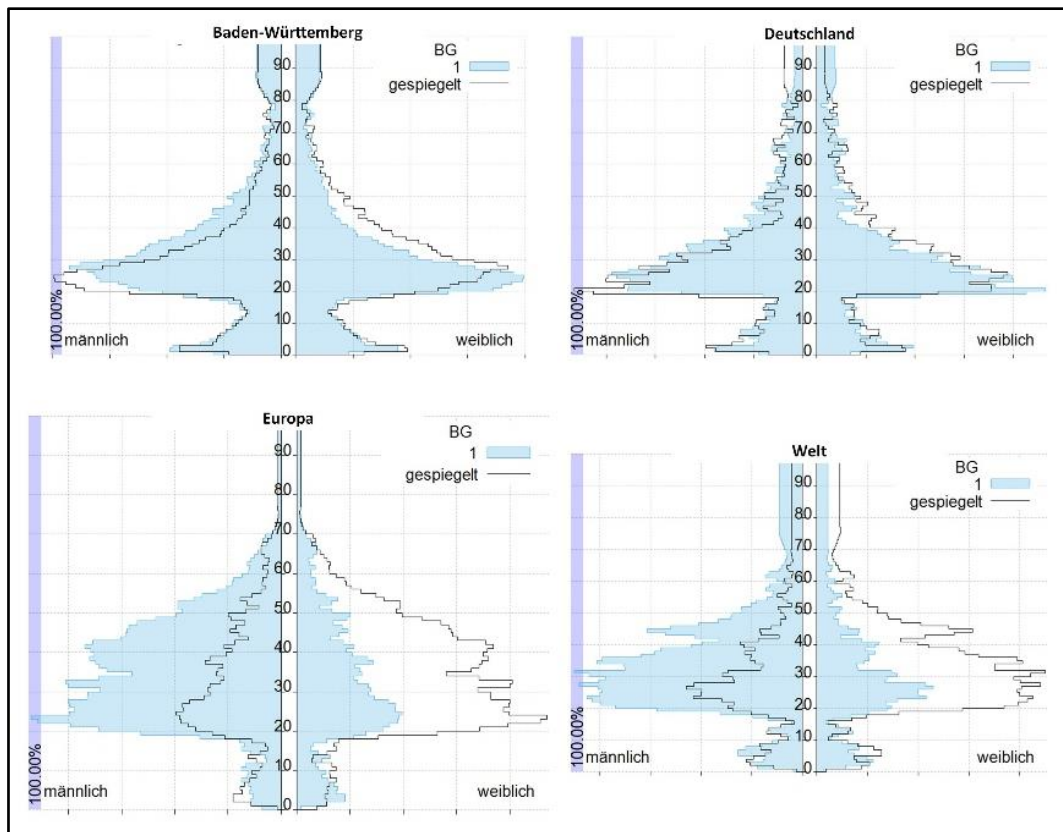 Baden-Württemberg
BG
1
gespiegelt
90
80
70
60
50
40
30
20
10
0
100.00%
männlich
weiblich
Deutschland
BG
1
gespiegelt
90
80
70
60
50
40
30
20
10
0
100.00%
männlich
weiblich
Europa
BG
1
gespiegelt
90
80
70
60
50
40
30
20
10
0
100.00%
männlich
weiblich
Welt
BG
1
gespiegelt
90
80
70
60
50
40
30
20
10
0
100.00%
männlich
weiblich